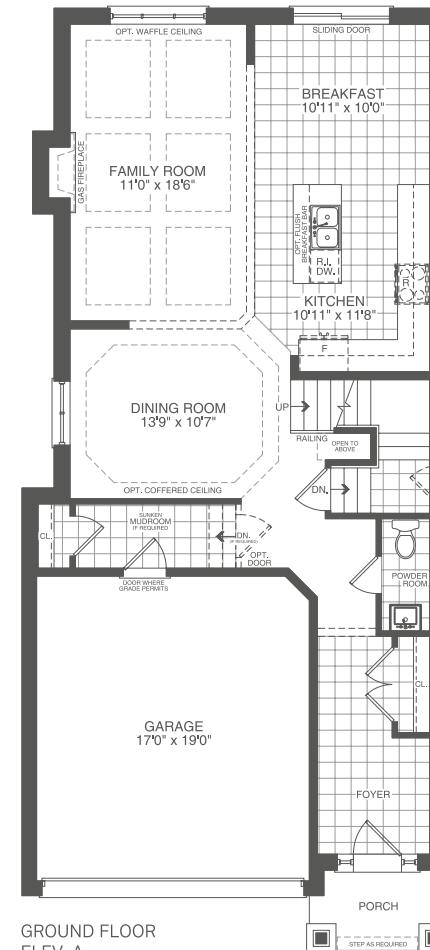 OPT. WAFFLE CEILING
SLIDING DOOR
BREAKFAST
10'11" x 10'0"
FAMILY ROOM
11'0" x 18'6"
GAS FIREPLACE
OPT. FLUSH
BREAKFAST BAR
R.I.
DW.
R
KITCHEN
10'11" x 11'8"
F
DINING ROOM
13'9" x 10'7"
UP
RAILING
OPEN TO
ABOVE
OPT. COFFERED CEILING
DN.
CL.
SUNKEN
MUDROOM
IF REQUIRED
DN.
(IF REQUIRED)
OPT.
DOOR
DOOR WHERE
GRADE PERMITS
POWDER
ROOM
CL.
GARAGE
17'0" x 19'0"
FOYER
PORCH
STEP AS REQUIRED
GROUND FLOOR
ELEV. A